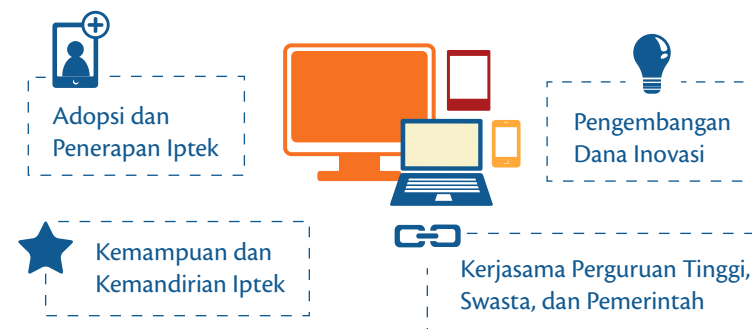 Adopsi dan
Penerapan Iptek
Pengembangan
Dana Inovasi
Kemampuan dan
Kemandirian Iptek
Kerjasama Perguruan Tinggi,
Swasta, dan Pemerintah